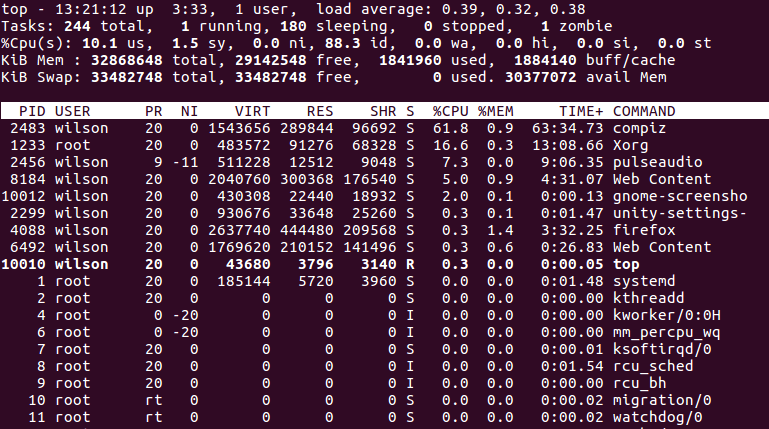 top - 13:21:12 up  3:33,  1 user,  load average: 0.39, 0.32, 0.38
Tasks: 244 total,   1 running, 180 sleeping,   0 stopped,   1 zombie
%Cpu(s): 10.1 us,  1.5 sy,  0.0 ni, 88.3 id,  0.0 wa,  0.0 hi,  0.0 si,  0.0 st
KiB Mem : 32868648 total, 29142548 free,  1841960 used,  1884140 buff/cache
KiB Swap: 33482748 total, 33482748 free,        0 used. 30377072 avail Mem
  PID USER      PR  NI    VIRT    RES    SHR S  %CPU %MEM     TIME+ COMMAND
 2483 wilson    20   0 1543656 289844  96692 S  61.8  0.9  63:34.73 compiz
 1233 root      20   0  483572  91276  68328 S  16.6  0.3  13:08.66 Xorg
 2456 wilson     9 -11  511228  12512   9048 S   7.3  0.0   9:06.35 pulseaudio
 8184 wilson    20   0 2040760 300368 176540 S   5.0  0.9   4:31.07 Web Content
10012 wilson    20   0  430308  22440  18932 S   2.0  0.1   0:00.13 gnome-screensho
 2299 wilson    20   0  930676  33648  25260 S   0.3  0.1   0:01.47 unity-settings-
 4088 wilson    20   0 2637740 444480 209568 S   0.3  1.4   3:32.25 firefox
 6492 wilson    20   0 1769620 210152 141496 S   0.3  0.6   0:26.83 Web Content
10010 wilson    20   0   43680   3796   3140 R   0.3  0.0   0:00.05 top
    1 root      20   0  185144   5720   3960 S   0.0  0.0   0:01.48 systemd
    2 root      20   0       0      0      0 S   0.0  0.0   0:00.00 kthreadd
    4 root       0 -20       0      0      0 I   0.0  0.0   0:00.00 kworker/0:0H
    6 root       0 -20       0      0      0 I   0.0  0.0   0:00.00 mm_percpu_wq
    7 root      20   0       0      0      0 S   0.0  0.0   0:00.01 ksoftirqd/0
    8 root      20   0       0      0      0 I   0.0  0.0   0:01.54 rcu_sched
    9 root      20   0       0      0      0 I   0.0  0.0   0:00.00 rcu_bh
   10 root      rt   0       0      0      0 S   0.0  0.0   0:00.02 migration/0
   11 root      rt   0       0      0      0 S   0.0  0.0   0:00.02 watchdog/0